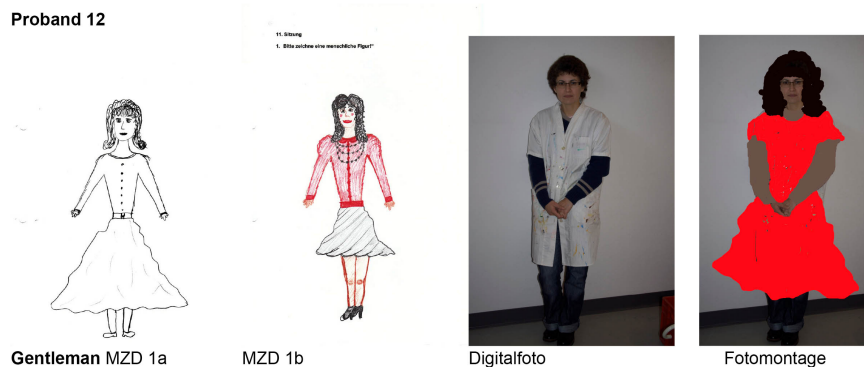 Proband 12
11. Sitzung
1. Bitte zeichne eine menschliche Figur!"
Gentleman MZD 1a
MZD 1b
Digitalfoto
Fotomontage